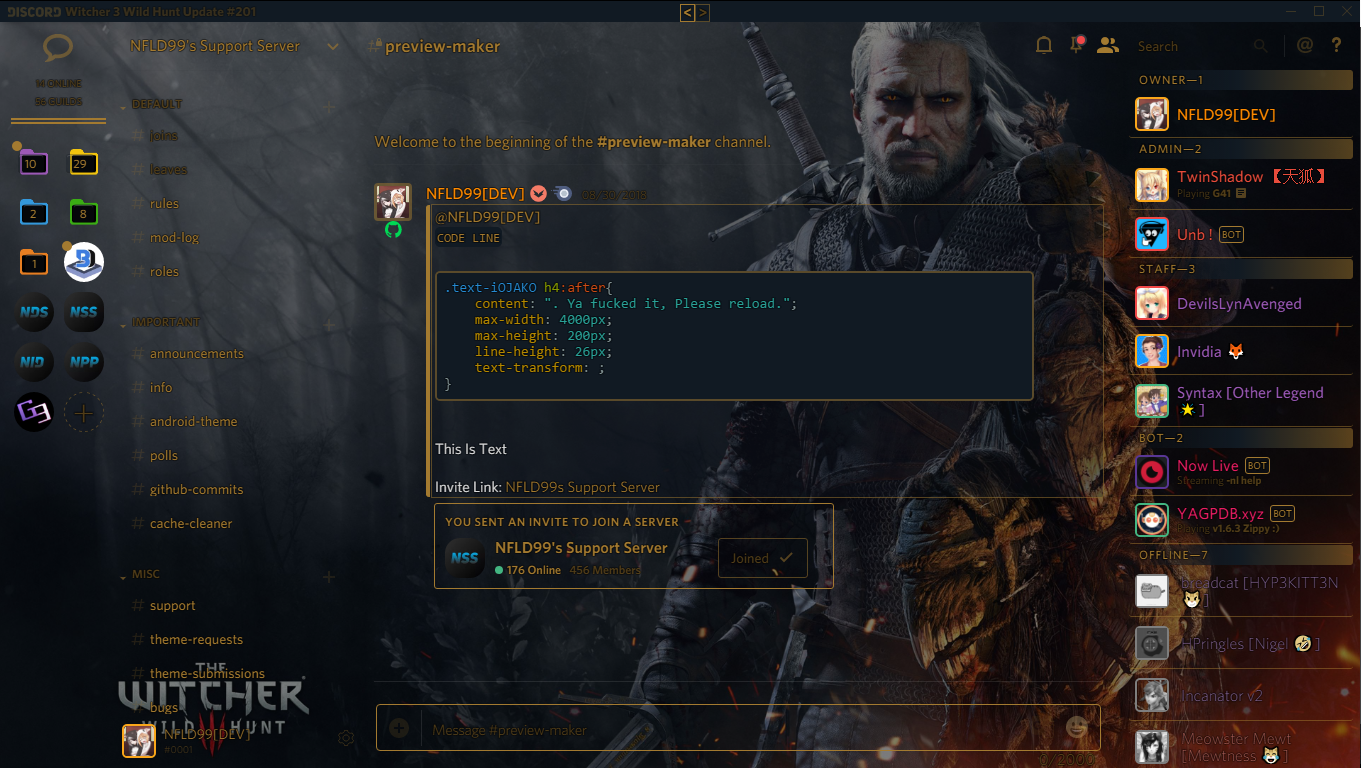 DISCORD Witcher 3 Wild Hunt Update #201
< >
NFLD99's Support Server
#preview-maker
Search
@ ?
11 ONLINE
56 GUILDS
10
29
2
8
1
NDS
NSS
NID
NPP
DEFAULT
# joins
# leaves
# rules
# mod-log
# roles
IMPORTANT
# announcements
# info
# android-theme
# polls
# github-commits
# cache-cleaner
MISC
# support
# theme-requests
# theme-submissions
# bugs
THE
WITCHER
WILD HUNT
NFLD99[DEV]
#0001
Welcome to the beginning of the #preview-maker channel.
NFLD99[DEV]
@NFLD99[DEV]
CODE LINE
.text-iOJAKO h4:after{
content: ". Ya fucked it, Please reload.";
max-width: 4000px;
max-height: 200px;
line-height: 26px;
text-transform: ;
}
This Is Text
Invite Link: NFLD99s Support Server
YOU SENT AN INVITE TO JOIN A SERVER
NSS
NFLD99's Support Server
176 Online 456 Members
Joined
Message #preview-maker
0/2000
OWNER—1
NFLD99[DEV]
ADMIN—2
TwinShadow 【天狐】
Playing G41
Unb ! BOT
STAFF—3
DevilsLynAvenged
Invidia 🦊
Syntax [Other Legend
🌟 ]
BOT—2
Now Live BOT
Streaming -nl help
YAGPDB.xyz BOT
Playing v1.6.3 Zippy :)
OFFLINE—7
Breadcat [HYP3KITT3N
🐱 ]
HPringles [Nigel 🤣 ]
Incanator v2
Meowster Mewt
[Mewtness 😹 ]